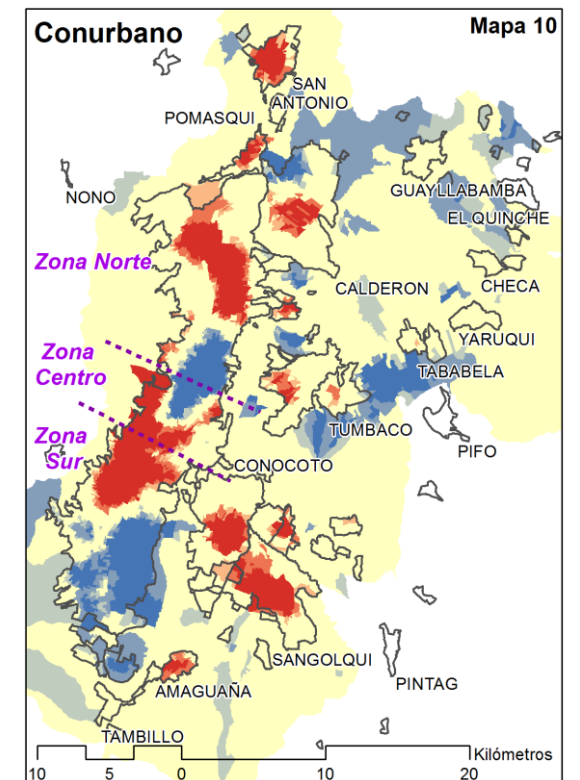 Conurbano
Mapa 10
SAN
ANTONIO
POMASQUI
NONO
GUAYLLABAMBA
EL QUINCHE
Zona Norte
CALDERON
CHECA
YARUQUI
Zona
Centro
TABABELA
TUMBACO
PIFO
Zona
Sur
CONOCOTO
SANGOLQUI
PINTAG
AMAGUAÑA
TAMBILLO
Kilómetros
10 5 0 10 20